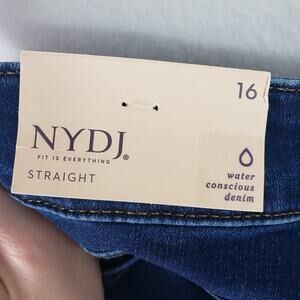 16
NYDJ®
FIT IS EVERYTHING
STRAIGHT
water
conscious
denim